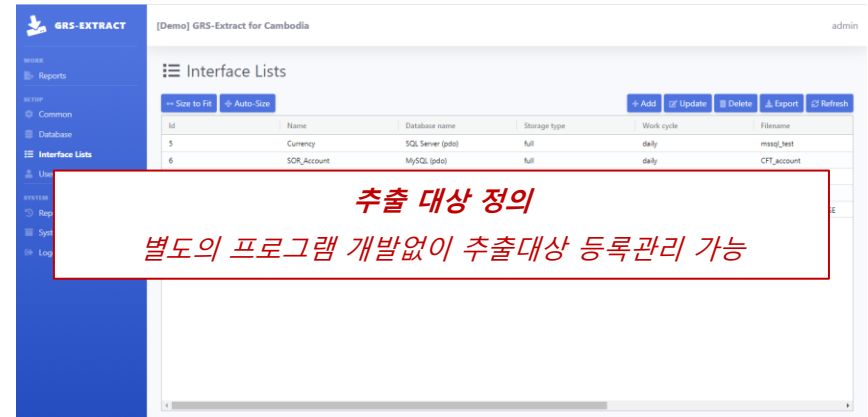 GRS-EXTRACT
[Demo] GRS-Extract for Cambodia
admin
WORK
Reports
SETUP
Common
Database
Interface Lists
SYSTEM
Interface Lists
Size to Fit
Auto-Size
+ Add
Update
Delete
Export
Refresh
Id Name Database name Storage type Work cycle Filename
5 Currency SQL Server (pdo) full daily mssql_test
6 SOR_Account MySQL (pdo) full daily CFT_account
추출 대상 정의
별도의 프로그램 개발없이 추출대상 등록관리 가능